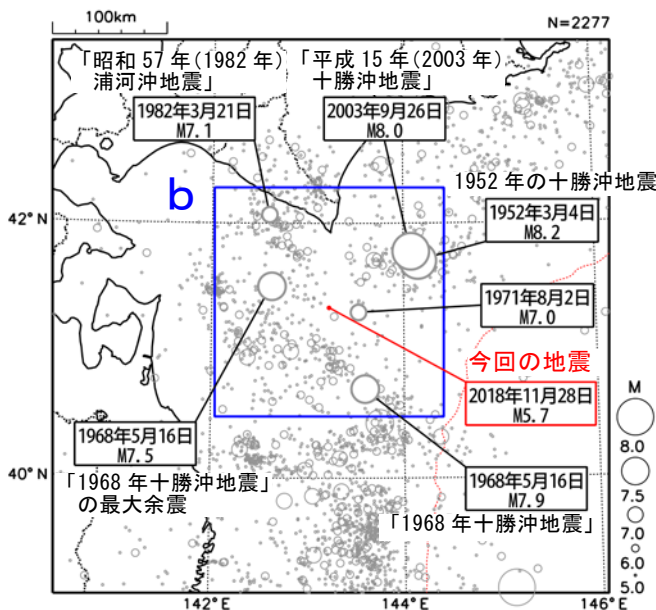 100km
N=2277
「昭和 57 年(1982 年)
浦河沖地震」
「平成 15 年(2003 年)
十勝沖地震」
1982年3月21日
M7.1
2003年9月26日
M8.0
b
1952 年の十勝沖地震
42°N
1952年3月4日
M8.2
1971年8月2日
M7.0
今回の地震
2018年11月28日
M5.7
1968年5月16日
M7.5
「1968 年十勝沖地震」
の最大余震
40°N
1968年5月16日
M7.9
「1968 年十勝沖地震」
M
8.0
7.5
7.0
6.0
5.0
142°E
144°E
146°E